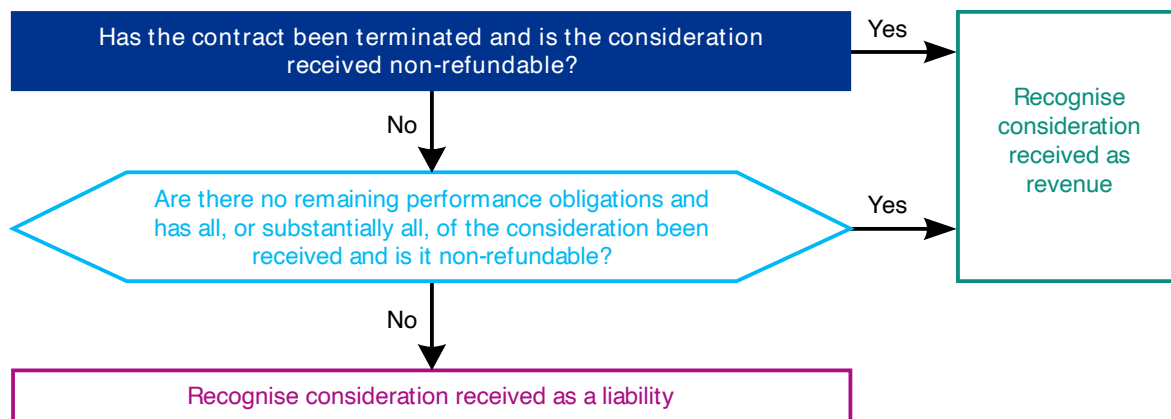 Has the contract been terminated and is the consideration
received non-refundable?
Yes
Recognise
consideration
received as
revenue
No
Are there no remaining performance obligations and
has all, or substantially all, of the consideration been
received and is it non-refundable?
Yes
No
Recognise consideration received as a liability